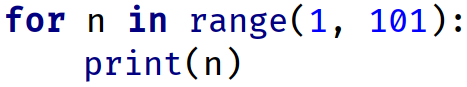 for n in range(1, 101):
    print(n)